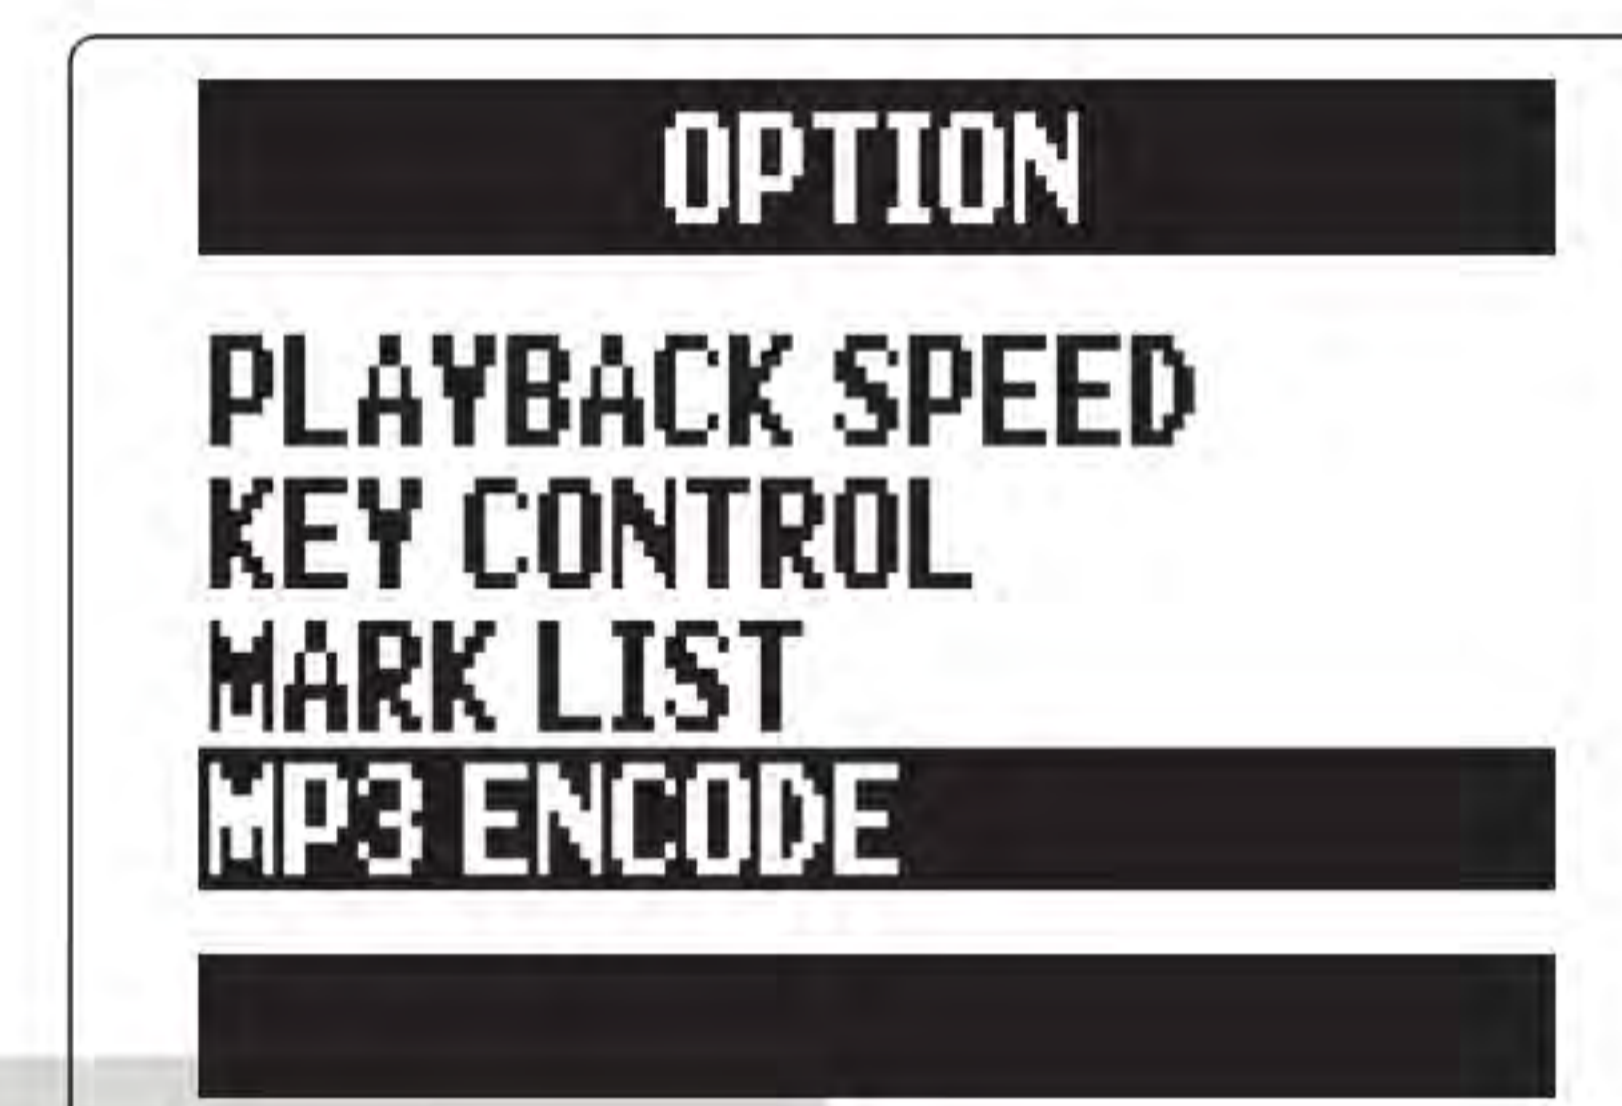 OPTION
PLAYBACK SPEED
KEY CONTROL
MARK LIST
MP3 ENCODE